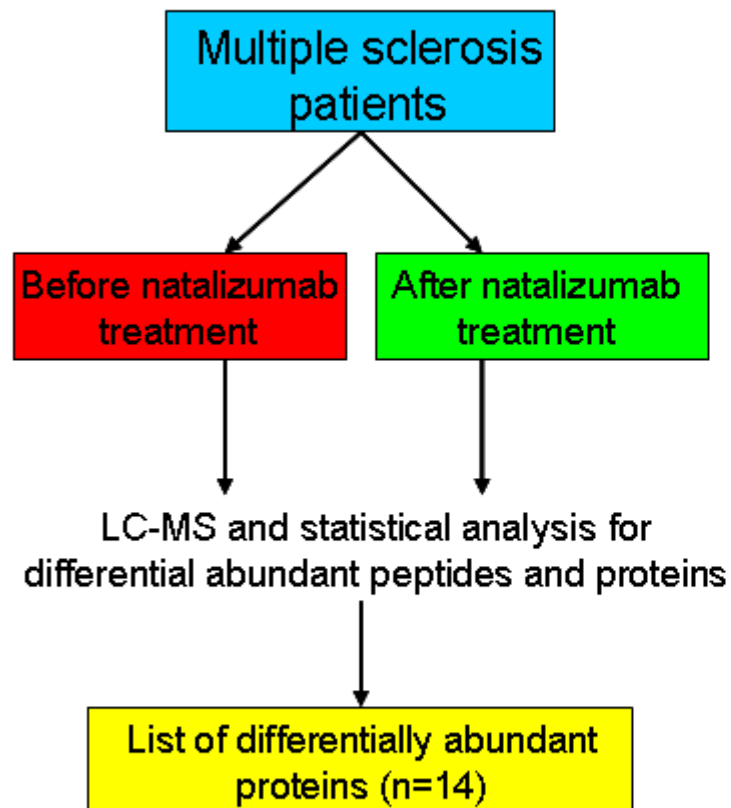 Multiple sclerosis
patients
Before natalizumab
treatment
After natalizumab
treatment
LC-MS and statistical analysis for
differential abundant peptides and proteins
List of differentially abundant
proteins (n=14)